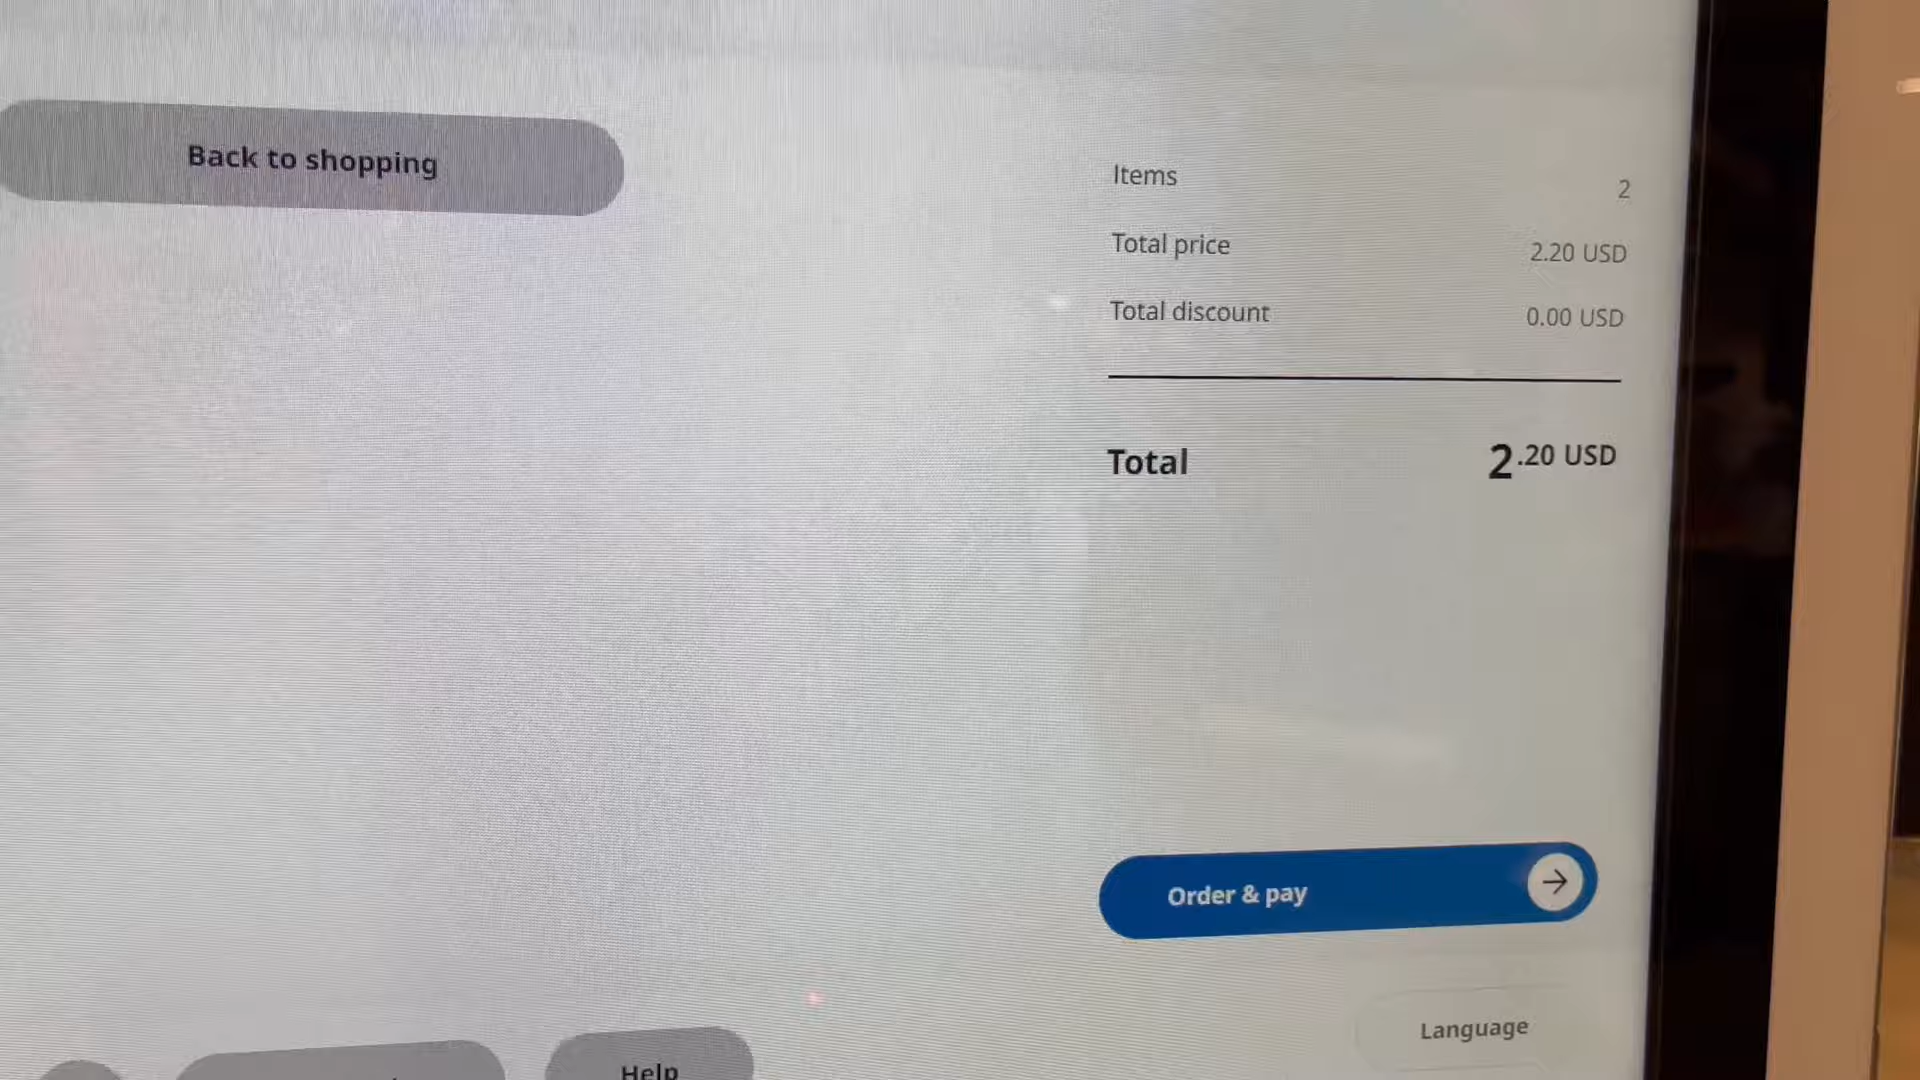 Back to shopping
Items 2
Total price 2.20 USD
Total discount 0.00 USD
Total 2.20 USD
Order & pay
Language
Help